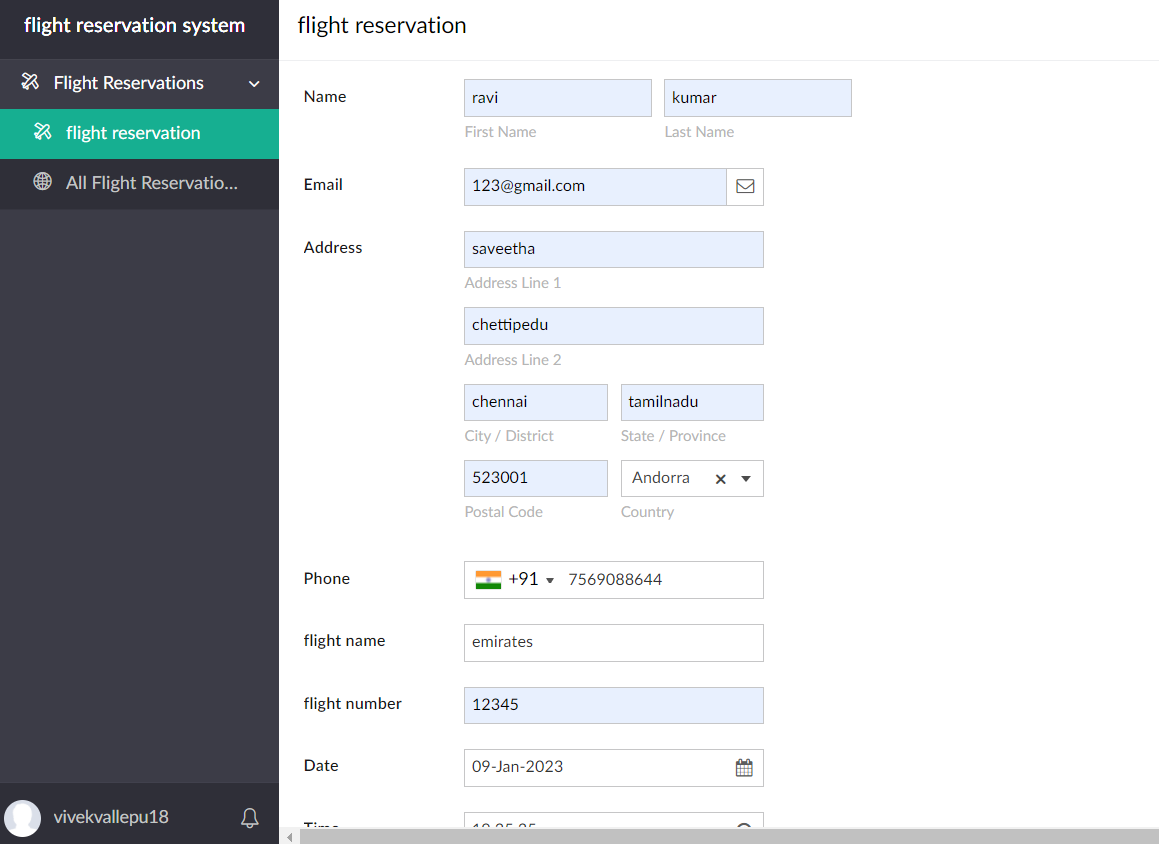 flight reservation system
Flight Reservations
flight reservation
All Flight Reservatio...
vivekvallepu18
flight reservation
Name
ravi
kumar
First Name
Last Name
Email
123@gmail.com
Address
saveetha
Address Line 1
chettipedu
Address Line 2
chennai
tamilnadu
City / District
State / Province
523001
Andorra
Postal Code
Country
Phone
+91
7569088644
flight name
emirates
flight number
12345
Date
09-Jan-2023
Time